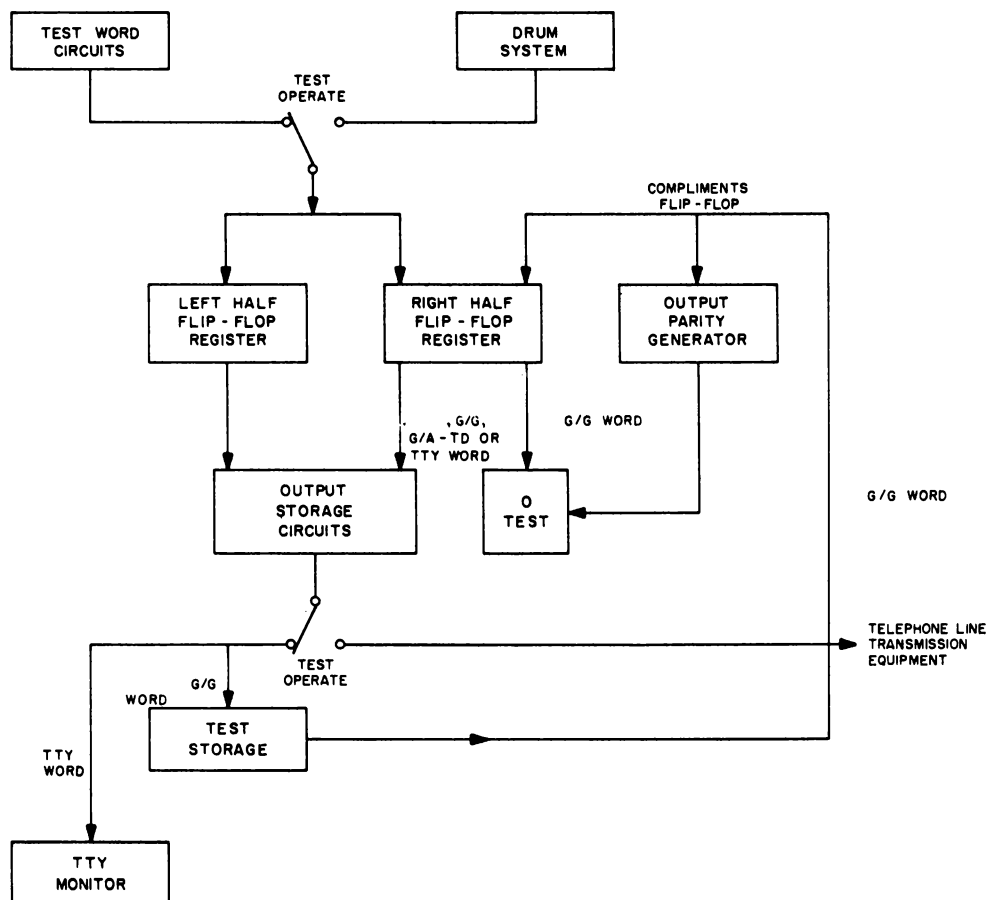 TEST WORD
CIRCUITS
DRUM
SYSTEM
TEST
OPERATE
COMPLIMENTS
FLIP-FLOP
LEFT HALF
FLIP-FLOP
REGISTER
RIGHT HALF
FLIP-FLOP
REGISTER
OUTPUT
PARITY
GENERATOR
, G/G,
G/A-TD OR
TTY WORD
G/G WORD
OUTPUT
STORAGE
CIRCUITS
O
TEST
G/G WORD
TELEPHONE LINE
TRANSMISSION
EQUIPMENT
TEST
OPERATE
G/G
WORD
TEST
STORAGE
TTY
WORD
TTY
MONITOR